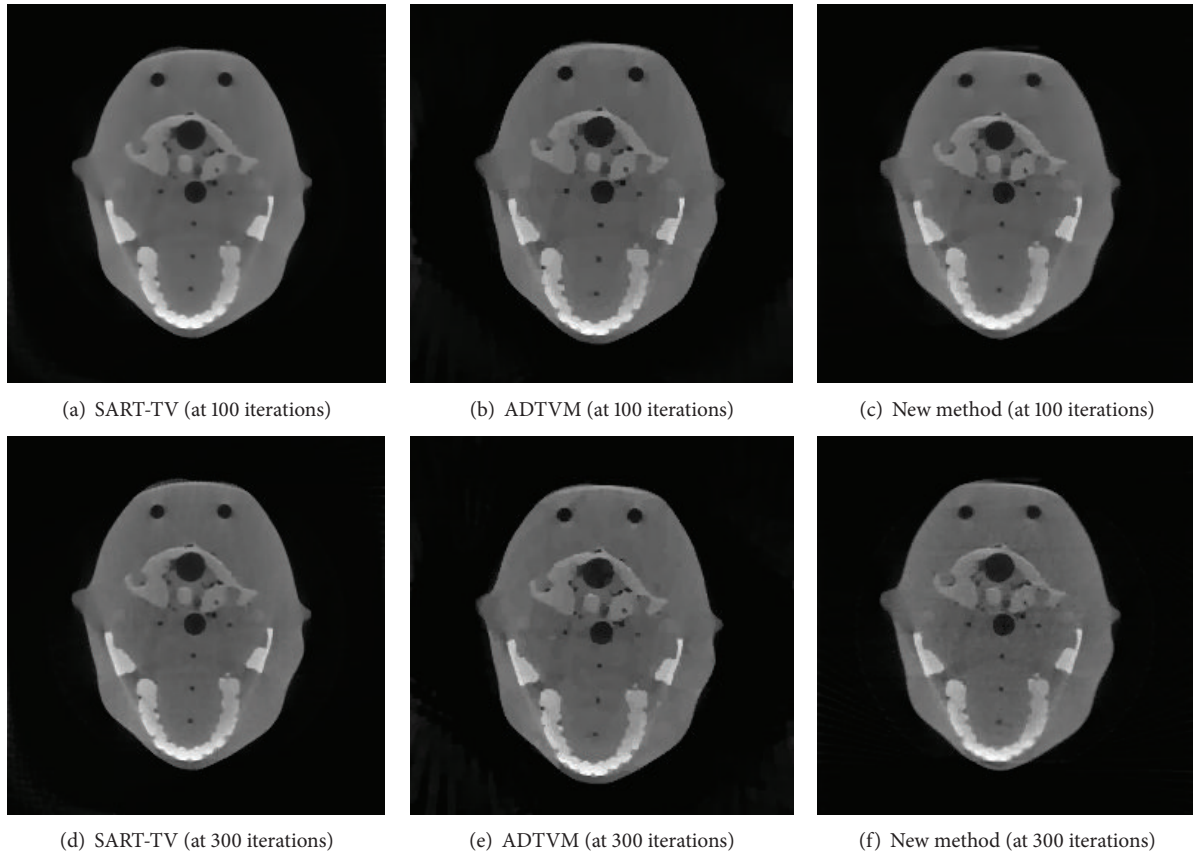 (a) SART-TV (at 100 iterations)
(b) ADTVM (at 100 iterations)
(c) New method (at 100 iterations)
(d) SART-TV (at 300 iterations)
(e) ADTVM (at 300 iterations)
(f) New method (at 300 iterations)